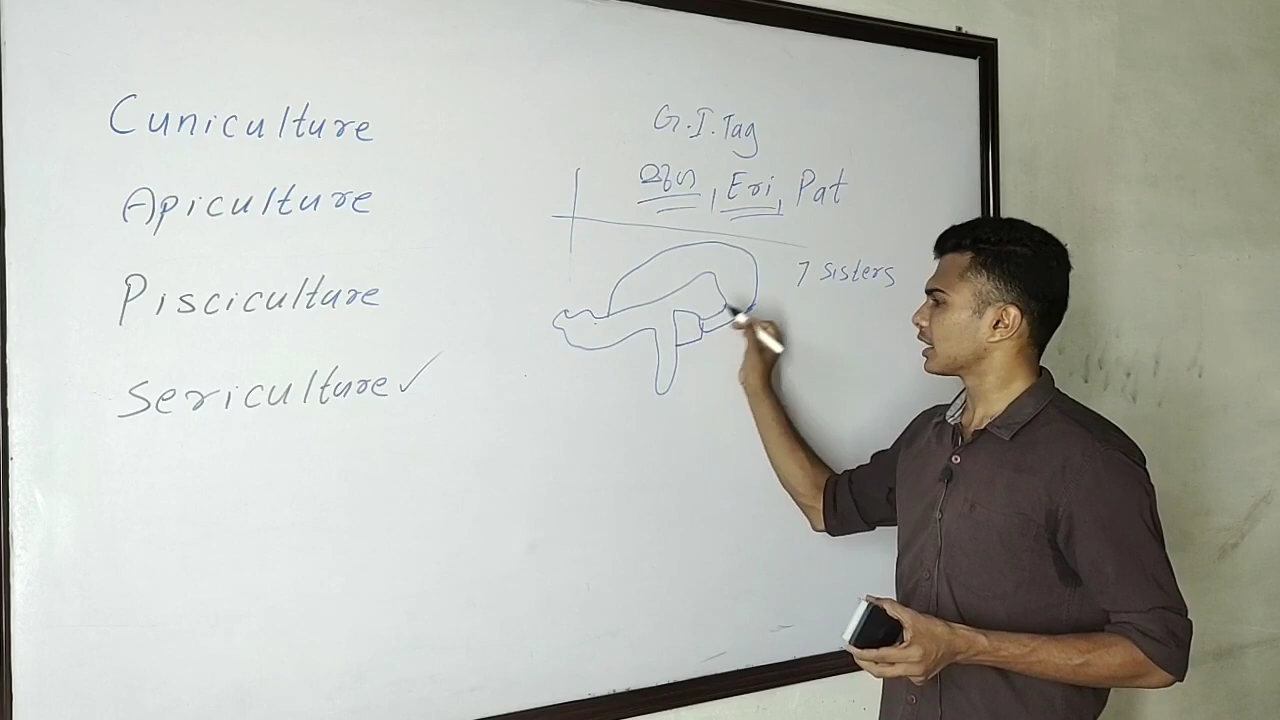 Cuniculture
Apiculture
Pisciculture
Sericulture ✓
G.I.Tag
, Eri, Pat
7 sisters